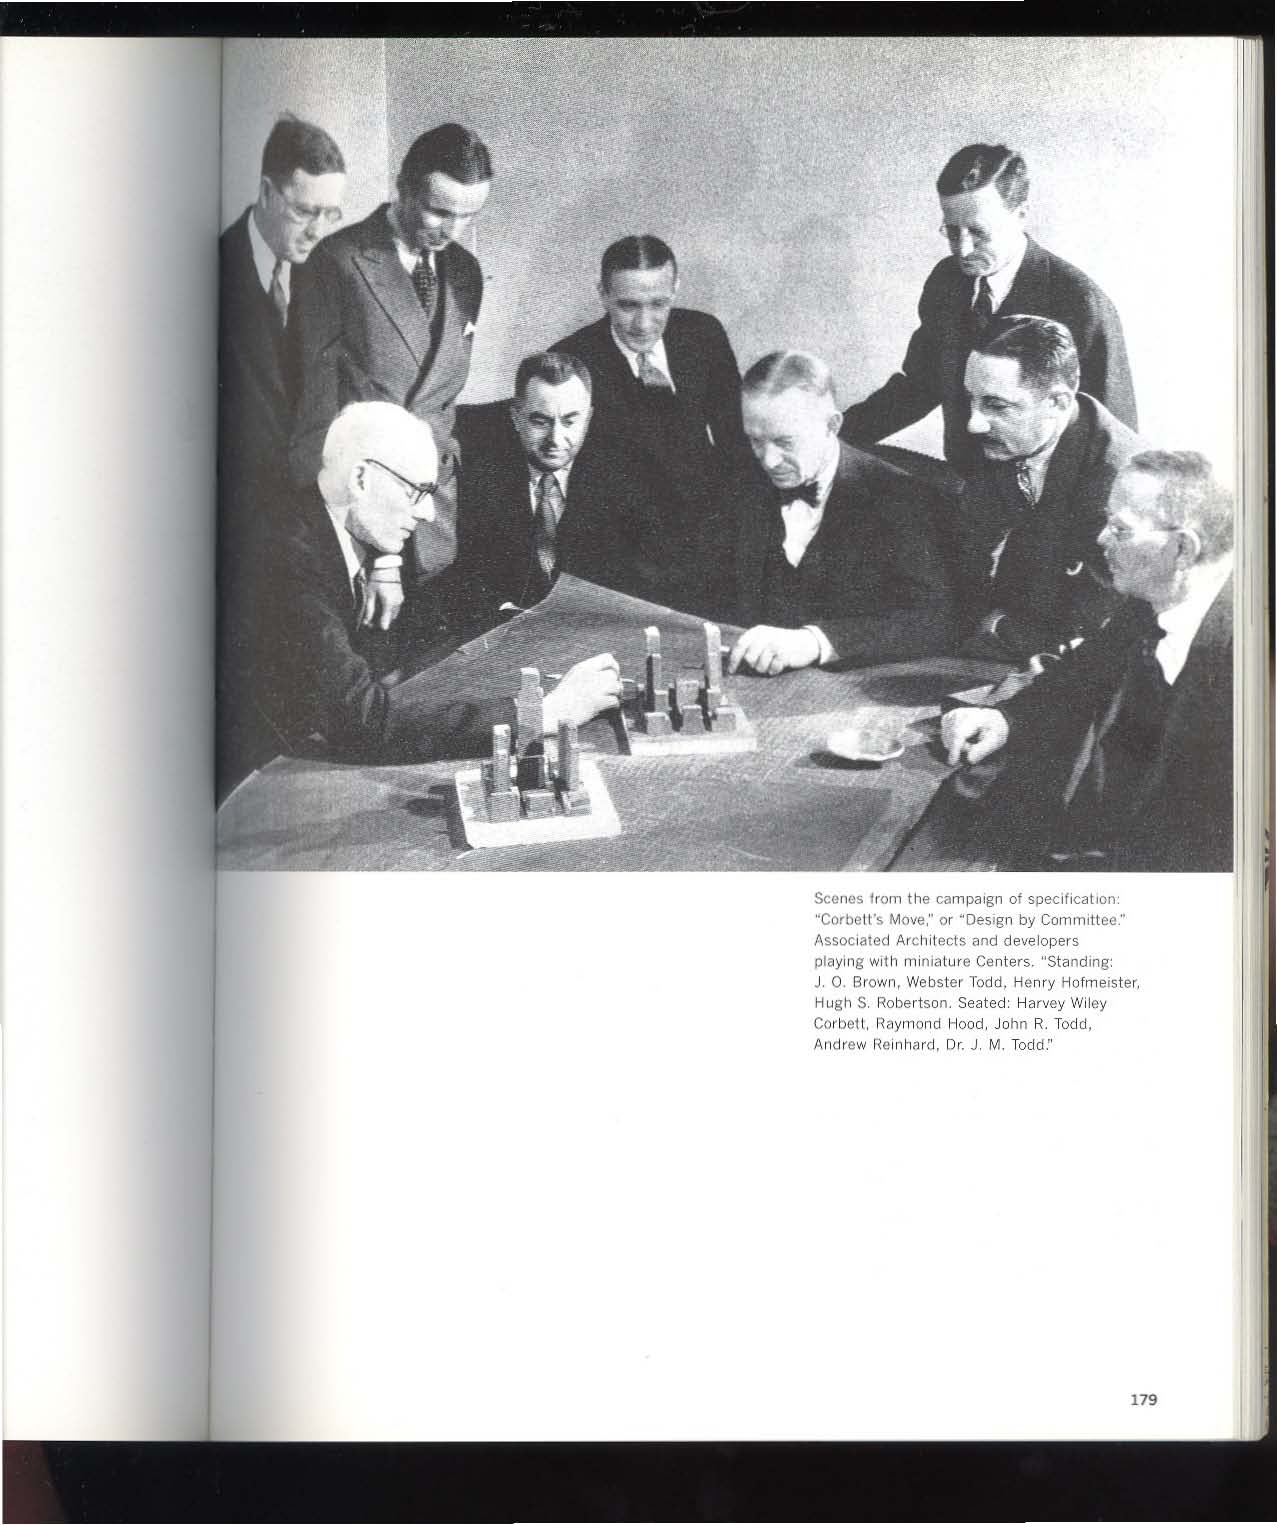 Scenes from the campaign of specification:
“Corbett’s Move,” or “Design by Committee.”
Associated Architects and developers
playing with miniature Centers. “Standing:
J. O. Brown, Webster Todd, Henry Hofmeister,
Hugh S. Robertson. Seated: Harvey Wiley
Corbett, Raymond Hood, John R. Todd,
Andrew Reinhard, Dr. J. M. Todd.”
179